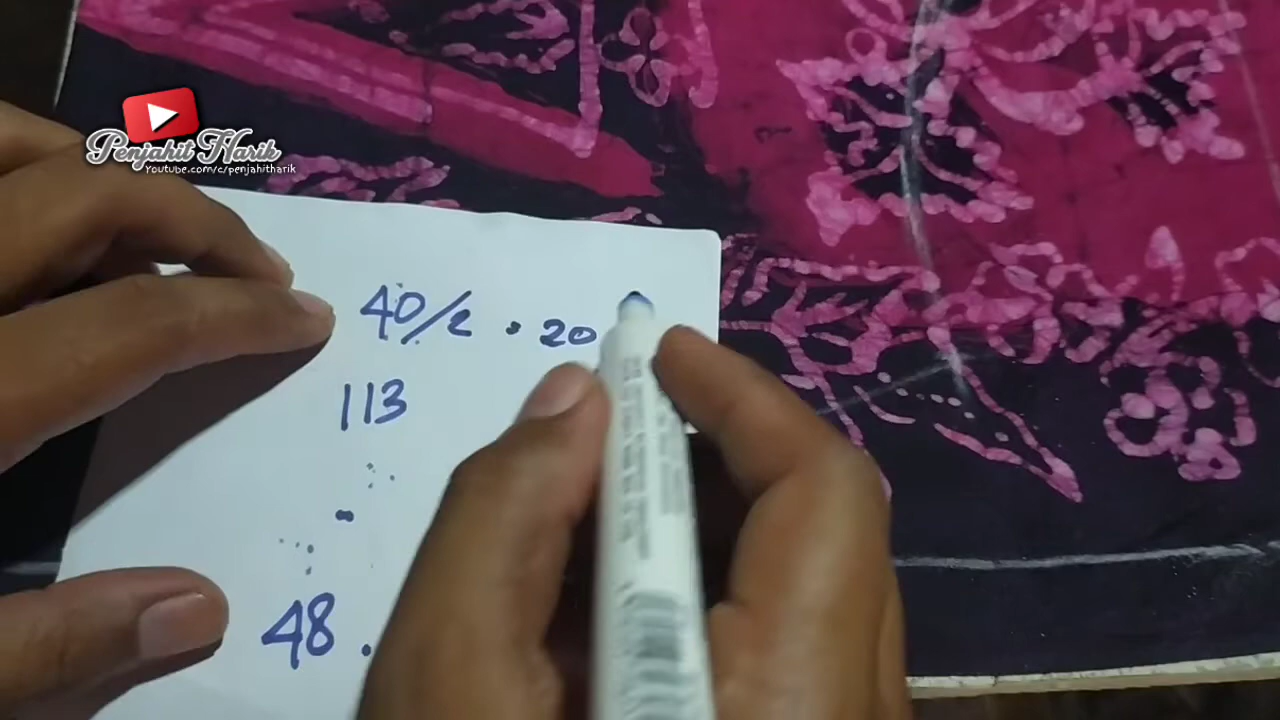 Penjahit Harik
Youtube.com/c/penjahitharik
40/2 . 20
113
-
48 .